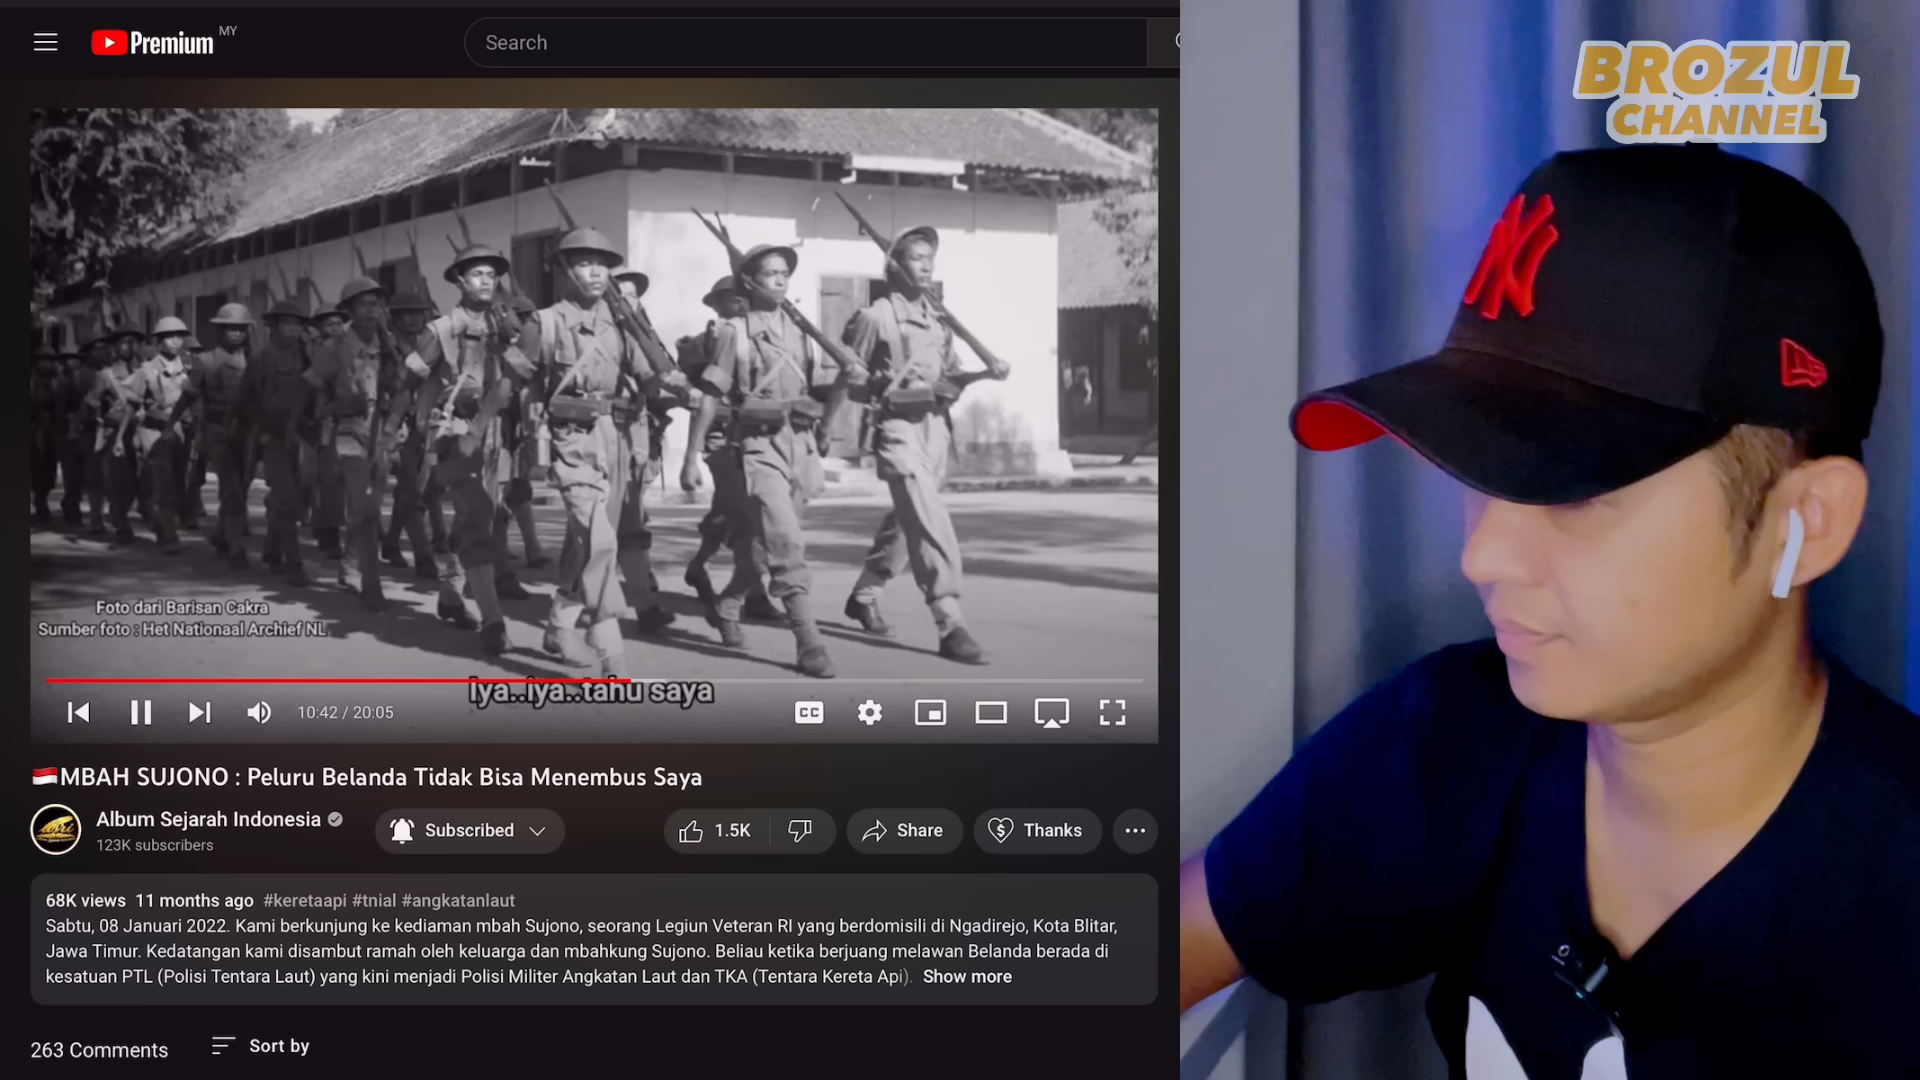 Premium MY
Search
BROZUL
CHANNEL
NY
Foto dari Barisan Cakra
Sumber foto : Het Nationaal Archief NL
Iya..iya..tahu saya
10:42 / 20:05
CC
MBAH SUJONO : Peluru Belanda Tidak Bisa Menembus Saya
Album Sejarah Indonesia
123K subscribers
Subscribed
1.5K
Share
Thanks
68K views 11 months ago #keretaapi #tnial #angkatanlaut
Sabtu, 08 Januari 2022. Kami berkunjung ke kediaman mbah Sujono, seorang Legiun Veteran RI yang berdomisili di Ngadirejo, Kota Blitar,
Jawa Timur. Kedatangan kami disambut ramah oleh keluarga dan mbahkung Sujono. Beliau ketika berjuang melawan Belanda berada di
kesatuan PTL (Polisi Tentara Laut) yang kini menjadi Polisi Militer Angkatan Laut dan TKA (Tentara Kereta Api). Show more
263 Comments
Sort by